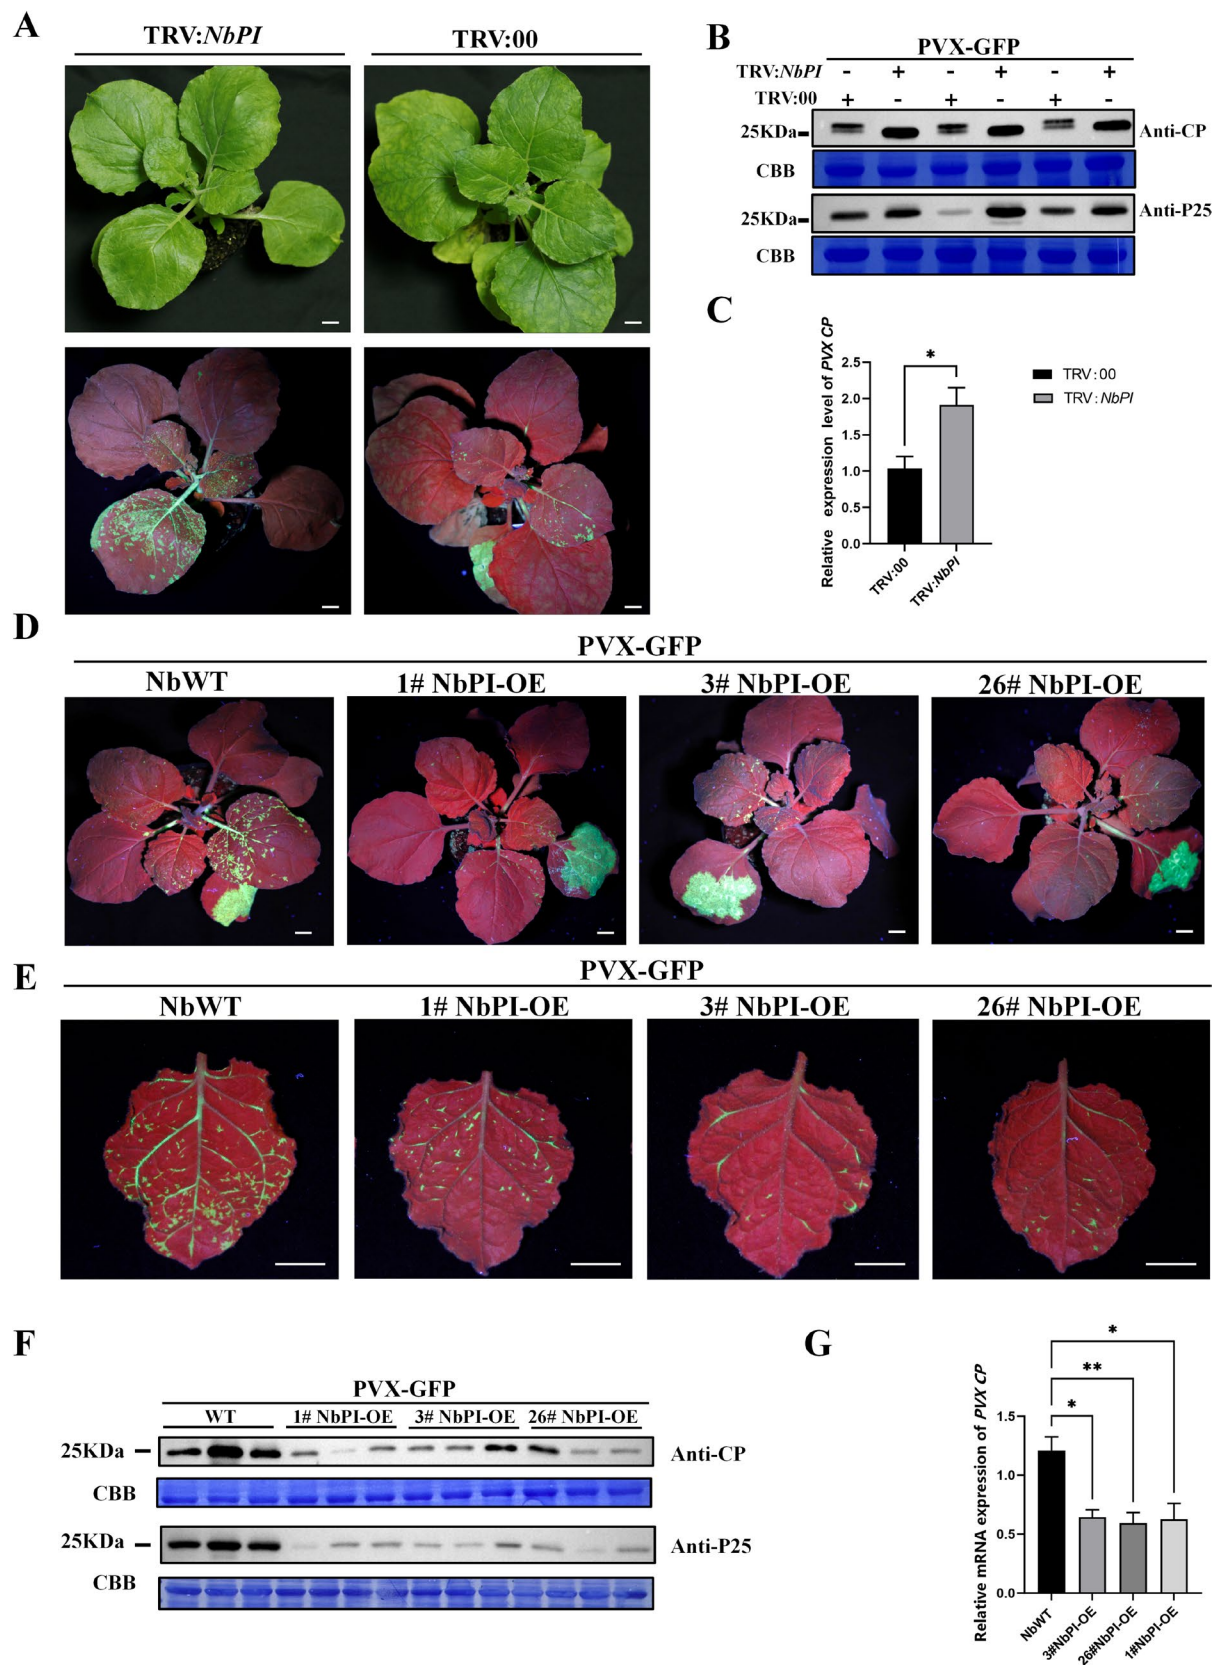 A
TRV:NbPI
TRV:00
B
PVX-GFP
TRV:NbPI - + - + - +
TRV:00 + - + - + -
25KDa
Anti-CP
CBB
25KDa
Anti-P25
CBB
C
Relative expression level of PVX CP
2.5
2.0
1.5
1.0
0.5
0.0
*
TRV:00
TRV:NbPI
TRV:00
TRV:NbPI
D
PVX-GFP
NbWT
1# NbPI-OE
3# NbPI-OE
26# NbPI-OE
E
PVX-GFP
NbWT
1# NbPI-OE
3# NbPI-OE
26# NbPI-OE
F
PVX-GFP
WT
1# NbPI-OE
3# NbPI-OE
26# NbPI-OE
25KDa
Anti-CP
CBB
25KDa
Anti-P25
CBB
G
Relative mRNA expression of PVX CP
*
**
*
1.5
1.0
0.5
0.0
NbWT
3#NbPI-OE
26#NbPI-OE
1#NbPI-OE